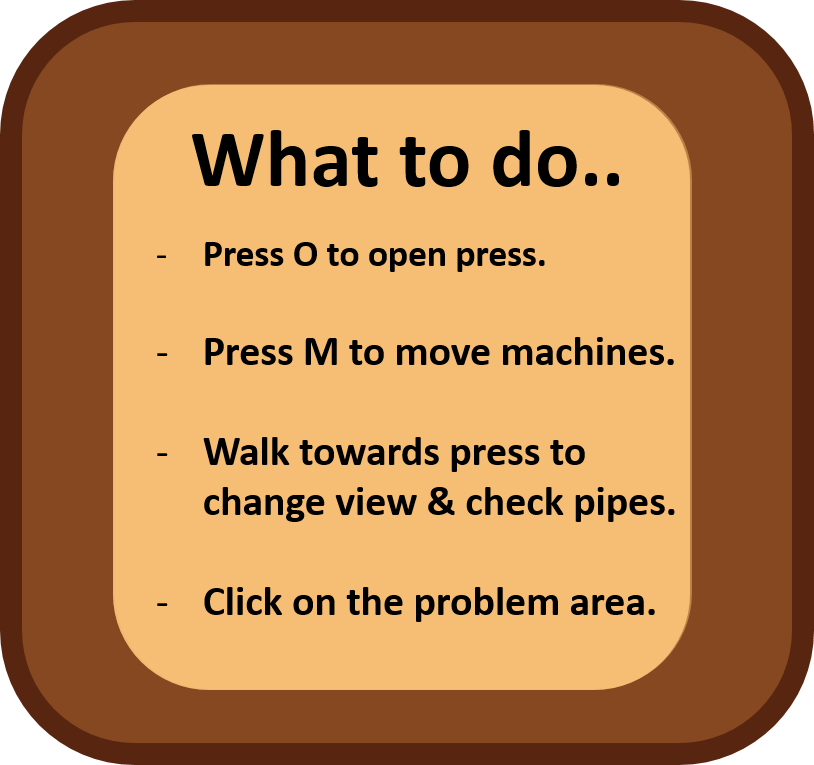 What to do..
- Press O to open press.
- Press M to move machines.
- Walk towards press to
change view & check pipes.
- Click on the problem area.